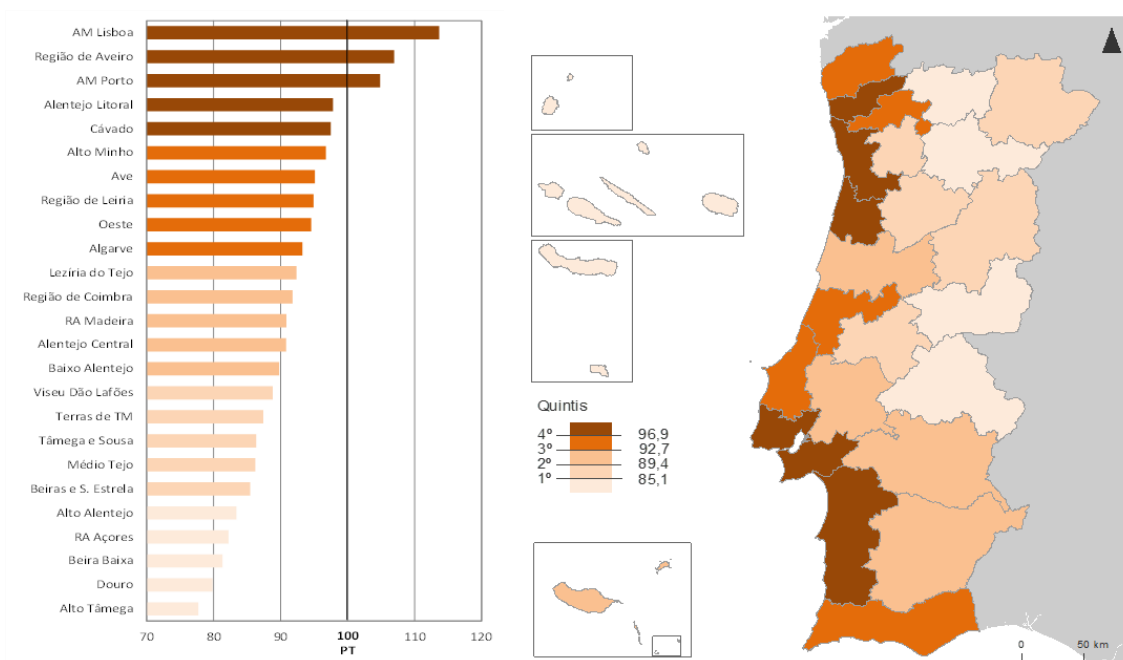 AM Lisboa
Região de Aveiro
AM Porto
Alentejo Litoral
Cávado
Alto Minho
Ave
Região de Leiria
Oeste
Algarve
Lezíria do Tejo
Região de Coimbra
RA Madeira
Alentejo Central
Baixo Alentejo
Viseu Dão Lafões
Terras de TM
Tâmega e Sousa
Médio Tejo
Beiras e S. Estrela
Alto Alentejo
RA Açores
Beira Baixa
Douro
Alto Tâmega
70 80 90 100 110 120
PT
Quintis
4º 96,9
3º 92,7
2º 89,4
1º 85,1
0 50 km